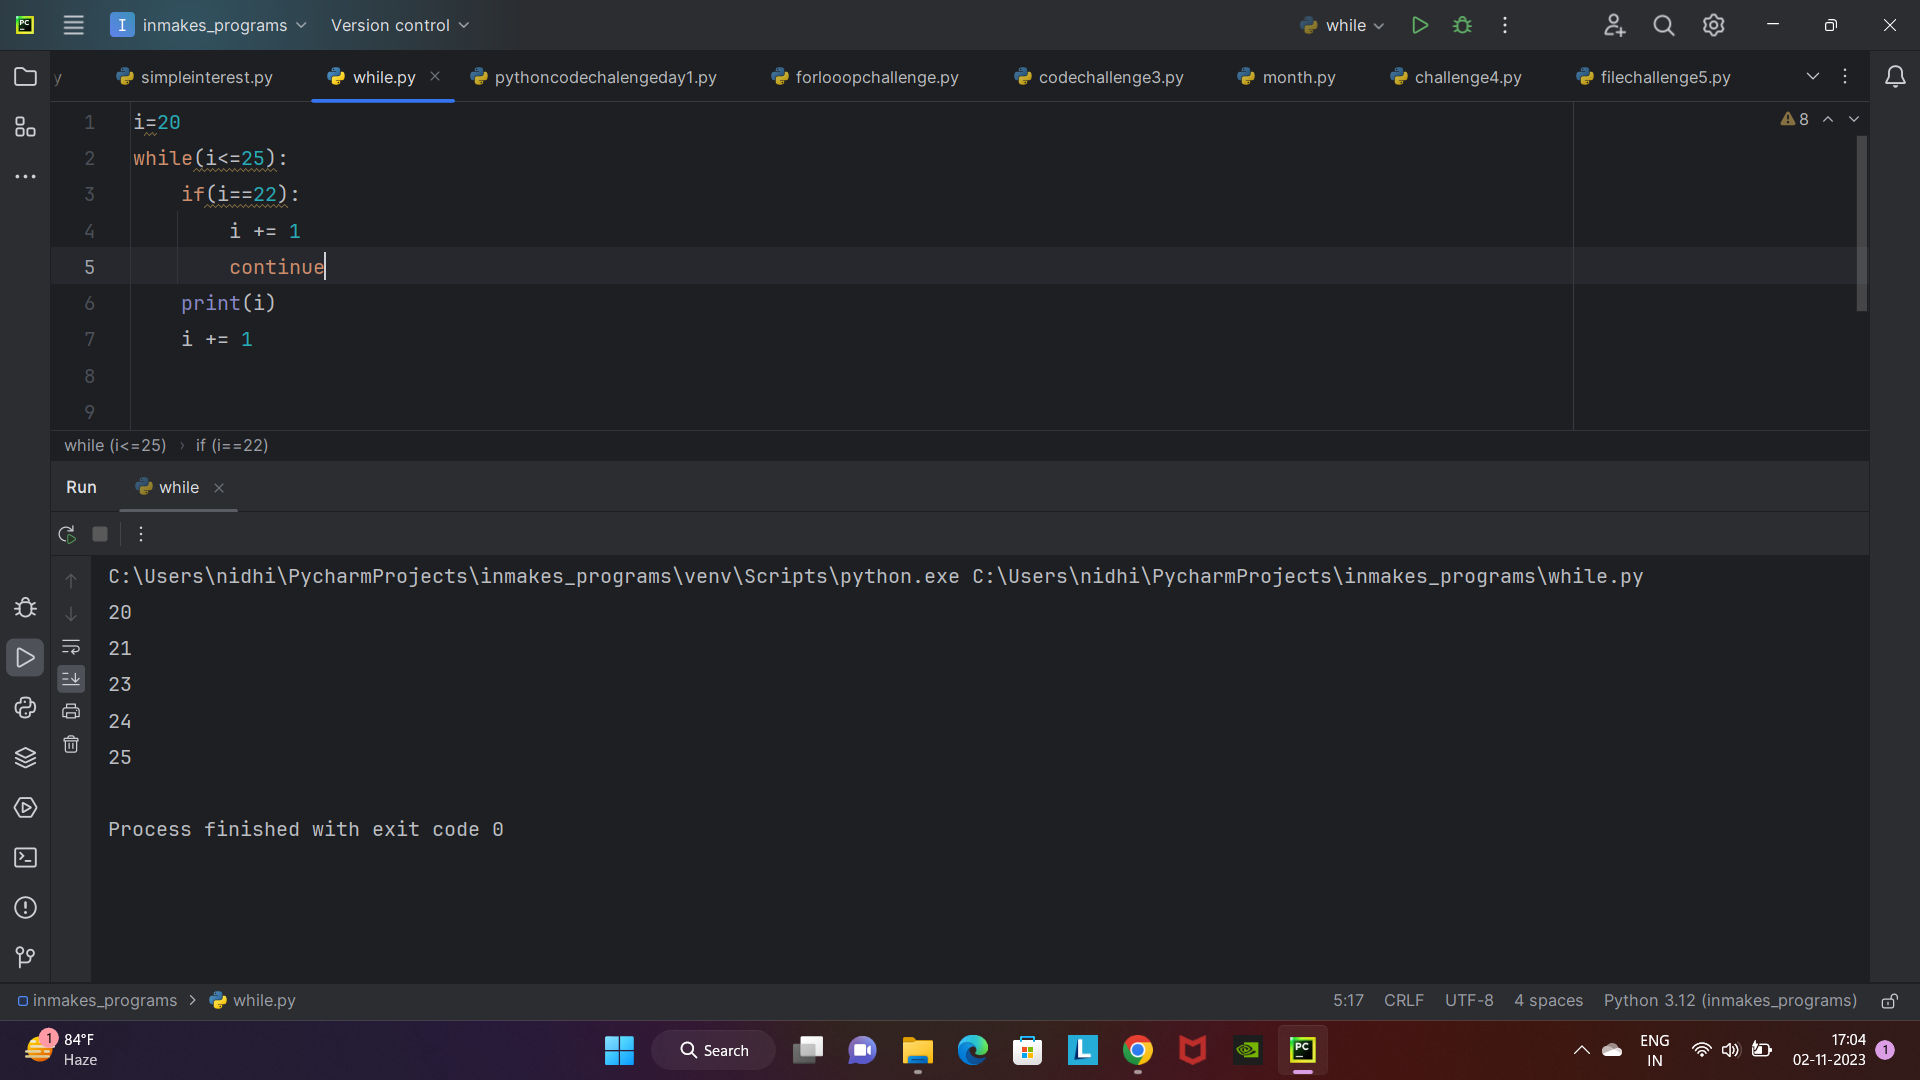 PC I inmakes_programs Version control while
y simpleinterest.py while.py pythoncodechalengeday1.py forlooopchallenge.py codechallenge3.py month.py challenge4.py filechallenge5.py
1 i=20
8
2 while(i<=25):
3 if(i==22):
4 i += 1
5 continue
6 print(i)
7 i += 1
8
9
while (i<=25) › if (i==22)
Run while
C:\Users\nidhi\PycharmProjects\inmakes_programs\venv\Scripts\python.exe C:\Users\nidhi\PycharmProjects\inmakes_programs\while.py
20
21
23
24
25
Process finished with exit code 0
inmakes_programs > while.py 5:17 CRLF UTF-8 4 spaces Python 3.12 (inmakes_programs)
1 84°F
Haze
Search
L
PC
ENG
IN
17:04
02-11-2023
1